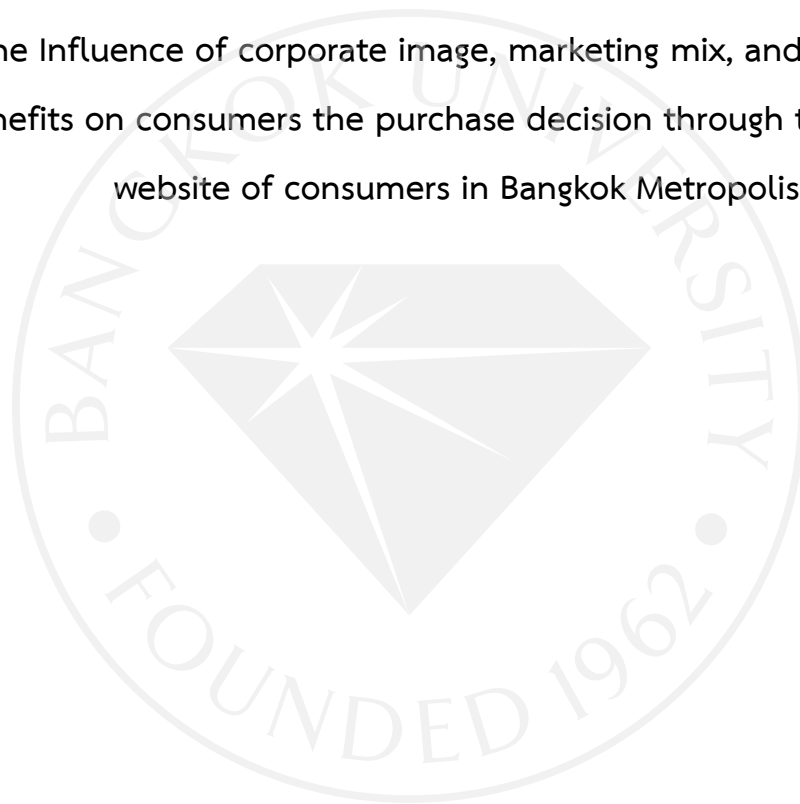 he Influence of corporate image, marketing mix, and
nefits on consumers the purchase decision through t
website of consumers in Bangkok Metropolis
BANGKOK UNIVERSITY
• FOUNDED 1962 •